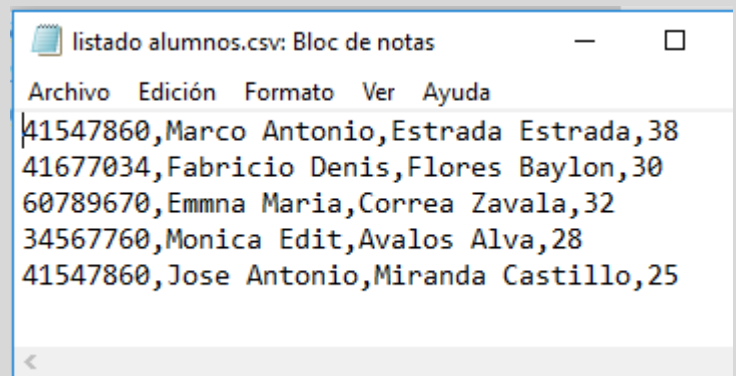 listado alumnos.csv: Bloc de notas
Archivo Edición Formato Ver Ayuda
41547860,Marco Antonio,Estrada Estrada,38
41677034,Fabricio Denis,Flores Baylon,30
60789670,Emmna Maria,Correa Zavala,32
34567760,Monica Edit,Avalos Alva,28
41547860,Jose Antonio,Miranda Castillo,25